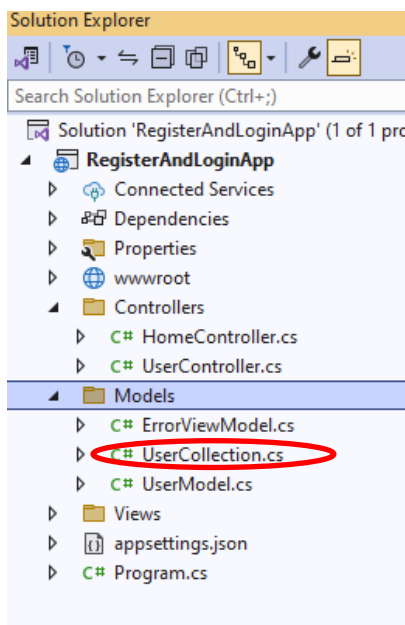 Solution Explorer
Search Solution Explorer (Ctrl+;)
Solution 'RegisterAndLoginApp' (1 of 1 pro
RegisterAndLoginApp
Connected Services
Dependencies
Properties
wwwroot
Controllers
C# HomeController.cs
C# UserController.cs
Models
C# ErrorViewModel.cs
C# UserCollection.cs
C# UserModel.cs
Views
appsettings.json
C# Program.cs